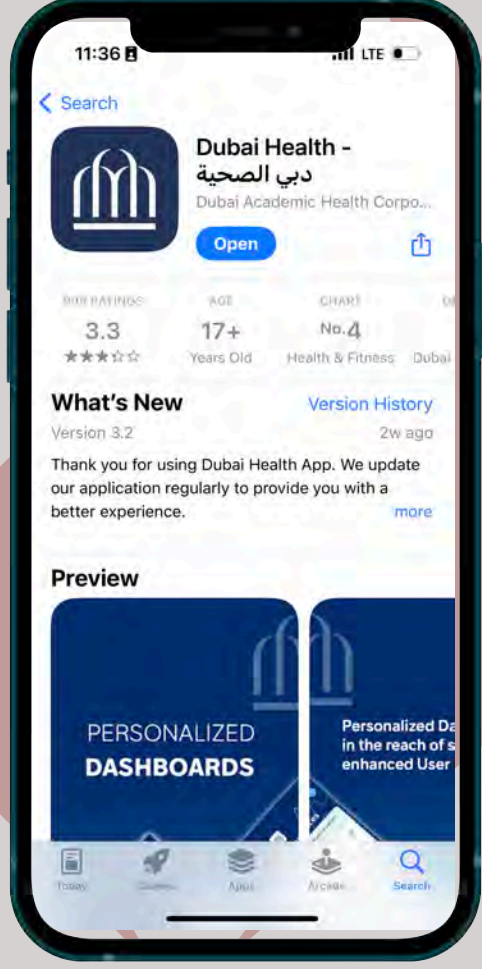 11:36
LTE
Search
Dubai Health -
دبي الصحية
Dubai Academic Health Corpo...
Open
RATINGS
AGE
CHART
3.3
17+
No.4
Years Old
Health & Fitness
Dubai
What's New
Version History
Version 3.2
2w ago
Thank you for using Dubai Health App. We update
our application regularly to provide you with a
better experience.
more
Preview
PERSONALIZED
DASHBOARDS
Personalized Da
in the reach of s
enhanced User
Today
Games
Apps
Arcade
Search